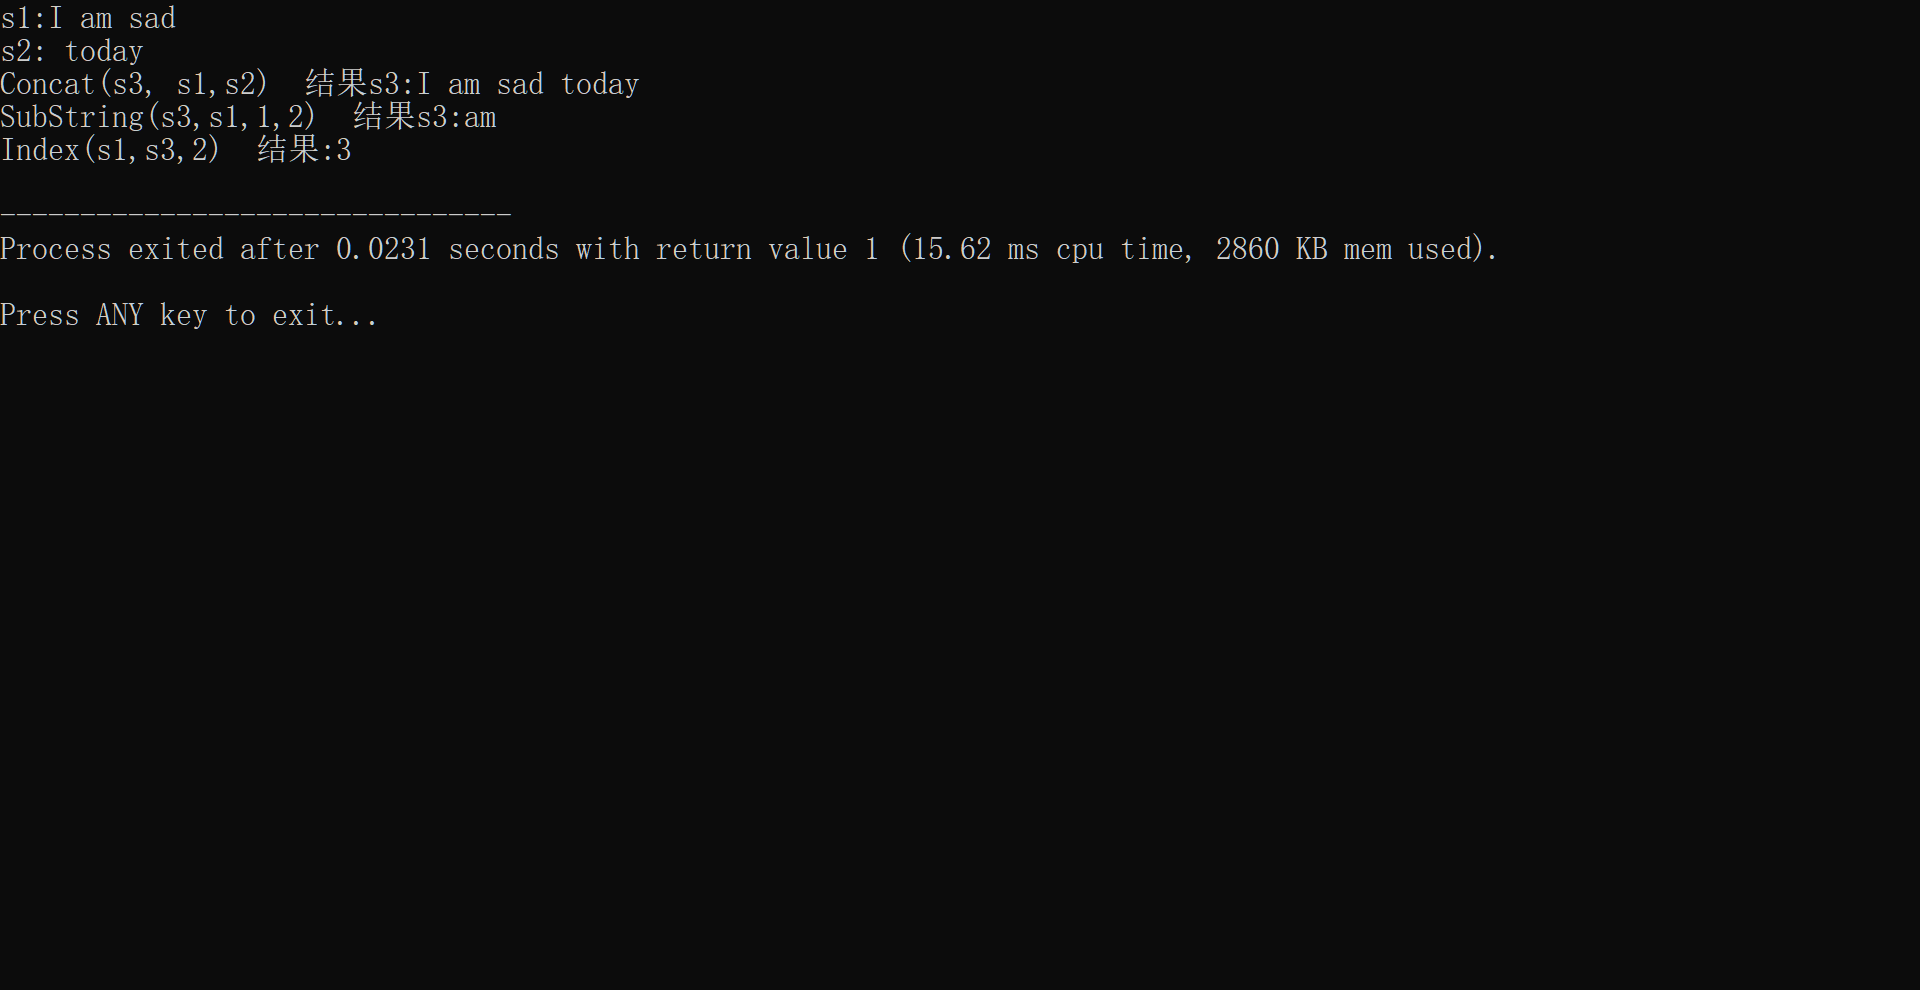 s1:I am sad
s2: today
Concat(s3, s1,s2)  结果s3:I am sad today
SubString(s3,s1,1,2)  结果s3:am
Index(s1,s3,2)  结果:3
--------------------------------
Process exited after 0.0231 seconds with return value 1 (15.62 ms cpu time, 2860 KB mem used).
Press ANY key to exit...